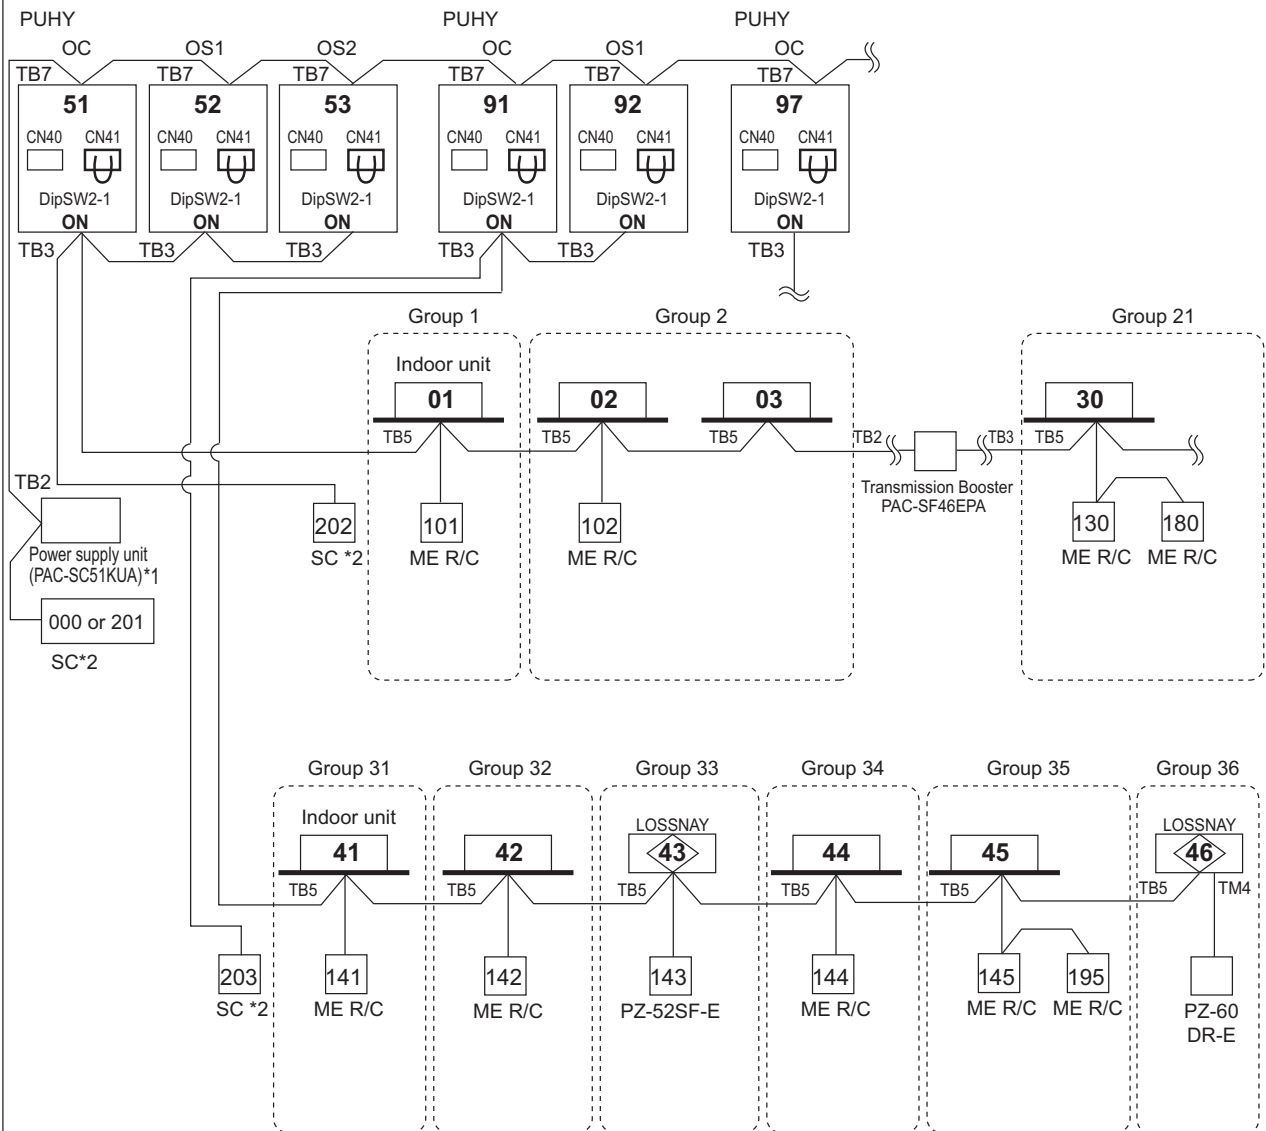 PUHY PUHY PUHY
OC OS1 OS2 OC OS1 OC
TB7 TB7 TB7 TB7 TB7 TB7
51 52 53 91 92 97
CN40 CN41 CN40 CN41 CN40 CN41 CN40 CN41 CN40 CN41 CN40 CN41
DipSW2-1 DipSW2-1 DipSW2-1 DipSW2-1 DipSW2-1 DipSW2-1
ON ON ON ON ON ON
TB3 TB3 TB3 TB3 TB3 TB3
Group 1 Group 2 Group 21
Indoor unit
01 02 03 30
TB5 TB5 TB5 TB2 TB3 TB5
Transmission Booster
PAC-SF46EPA
TB2
202 101 102 130 180
SC *2 ME R/C ME R/C ME R/C ME R/C
Power supply unit
(PAC-SC51KUA)*1
000 or 201
SC*2
Group 31 Group 32 Group 33 Group 34 Group 35 Group 36
Indoor unit LOSSNAY LOSSNAY
41 42 43 44 45 46
TB5 TB5 TB5 TB5 TB5 TB5 TM4
203 141 142 143 144 145 195
SC *2 ME R/C ME R/C PZ-52SF-E ME R/C ME R/C ME R/C PZ-60
DR-E